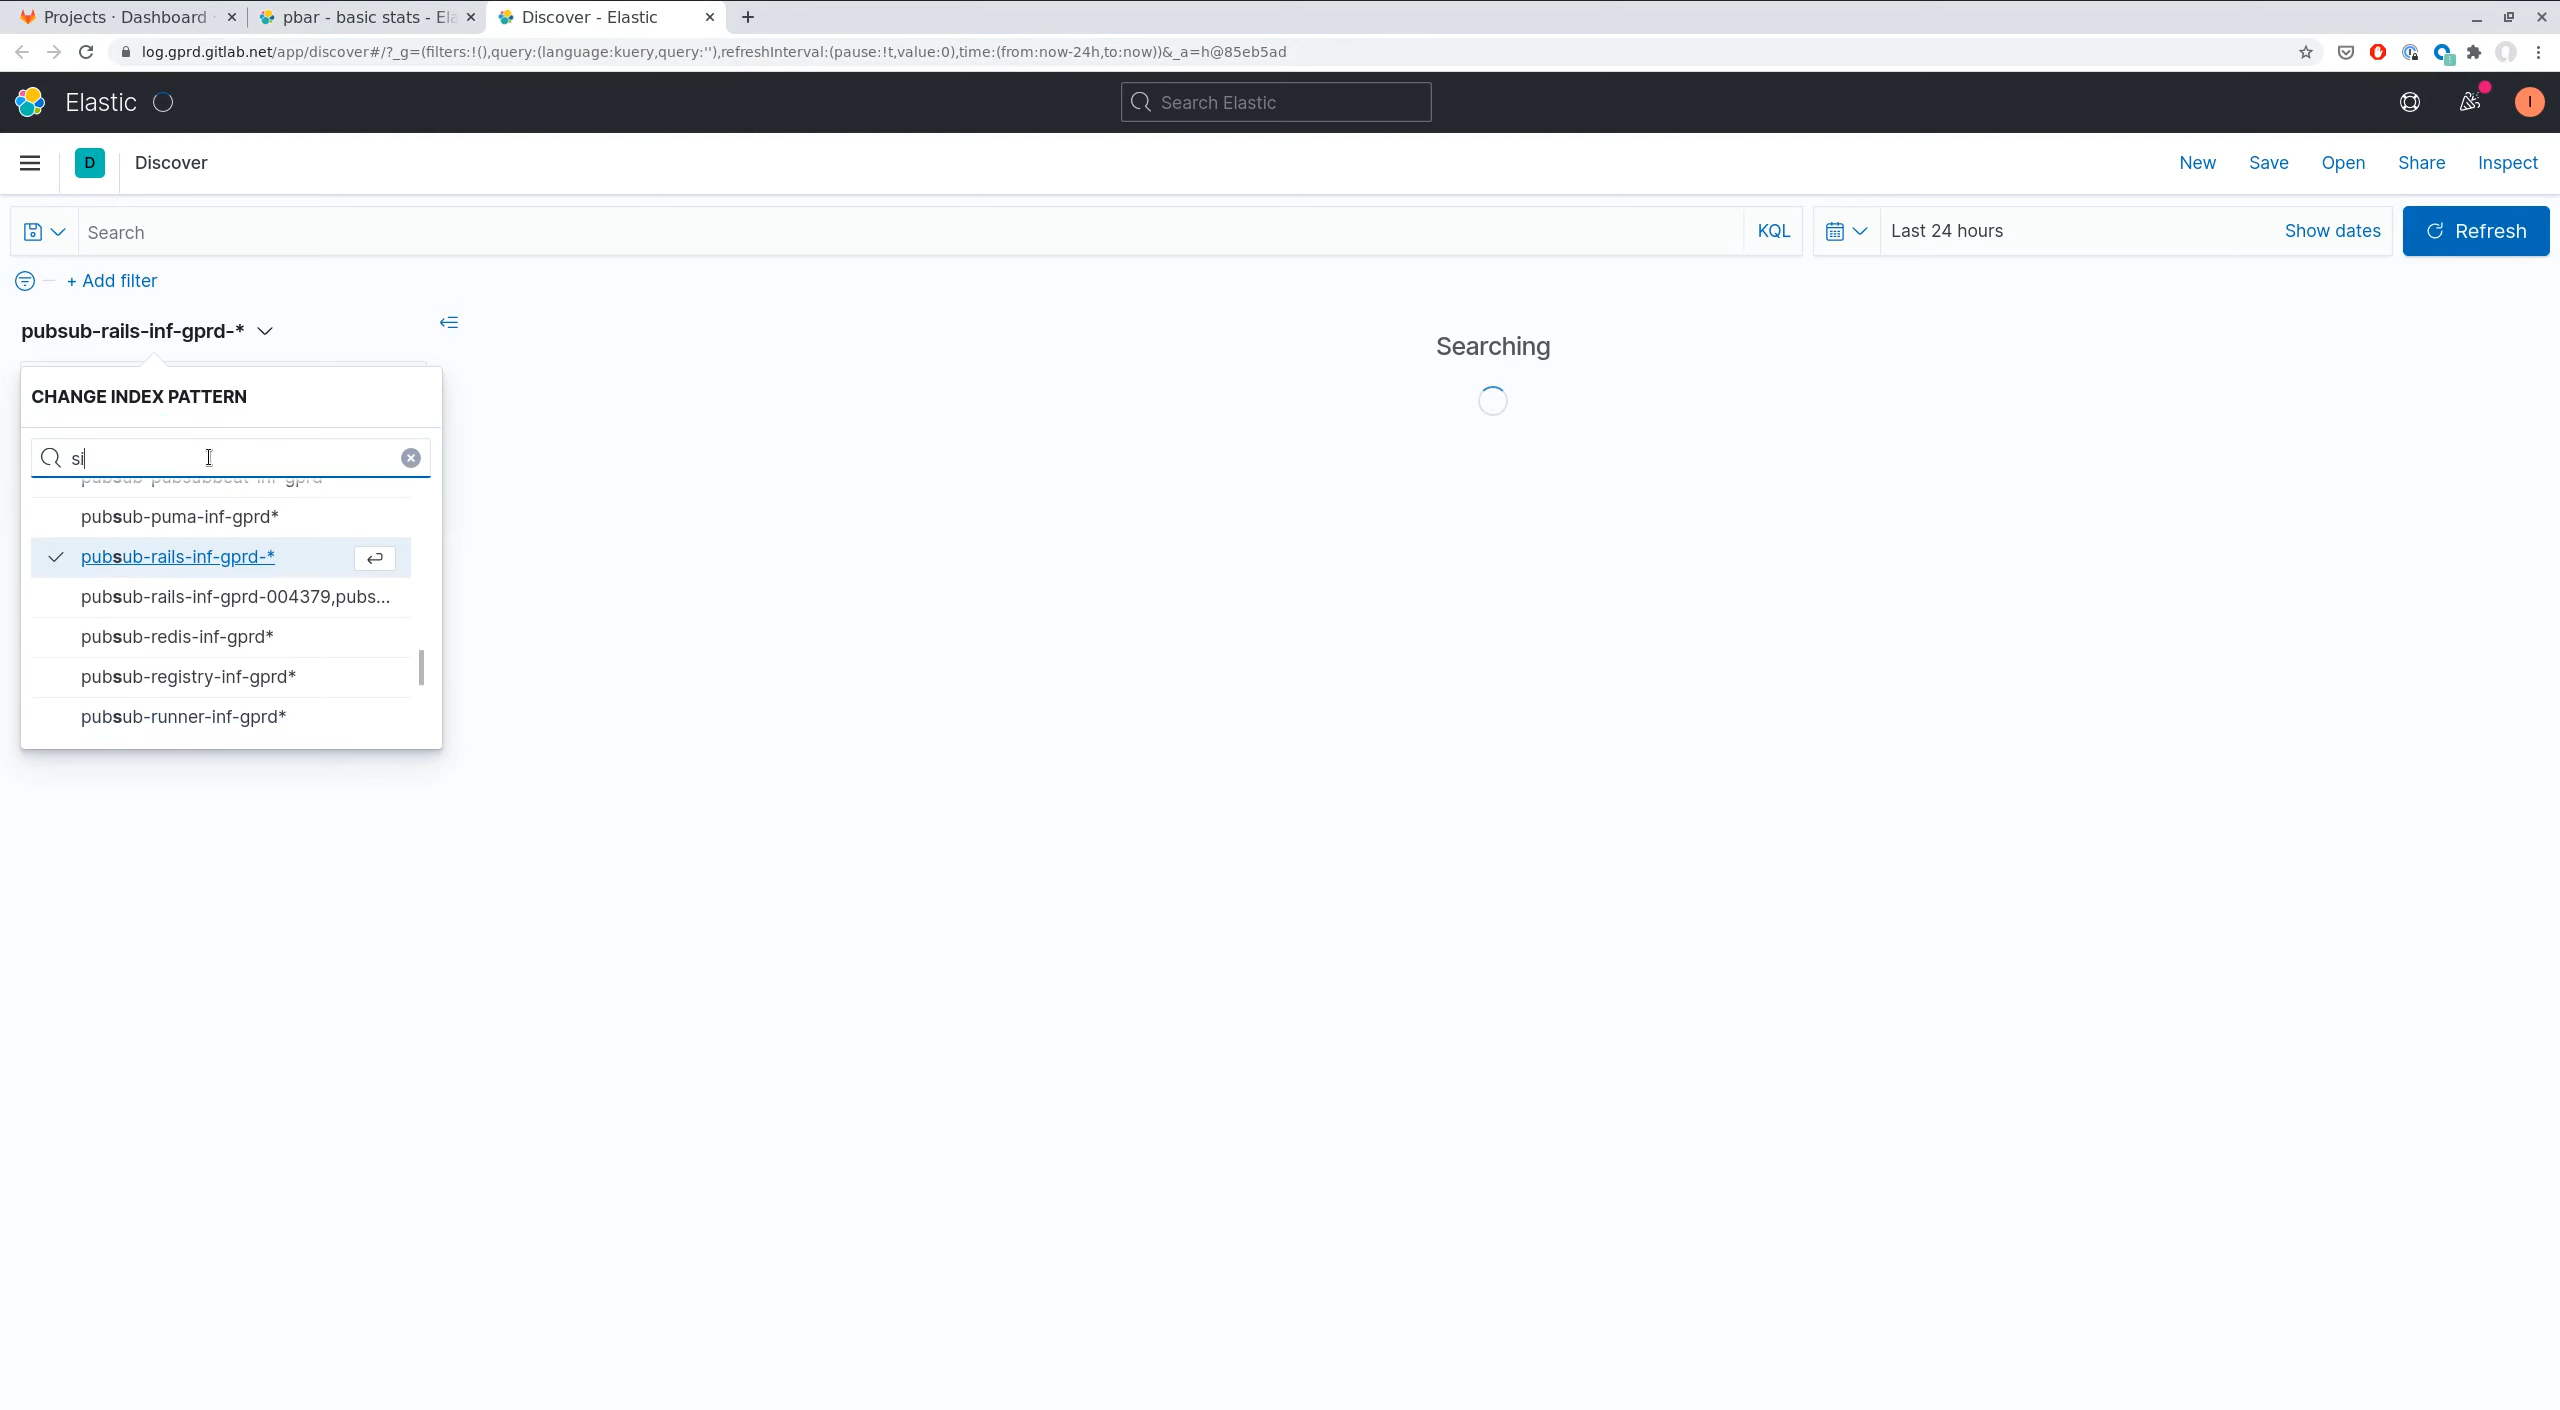 Projects · Dashboard
pbar - basic stats - Ela
Discover - Elastic
log.gprd.gitlab.net/app/discover#/?_g=(filters:!(),query:(language:kuery,query:''),refreshInterval:(pause:!t,value:0),time:(from:now-24h,to:now))&_a=h@85eb5ad
Elastic
Search Elastic
I
D
Discover
New
Save
Open
Share
Inspect
Search
KQL
Last 24 hours
Show dates
Refresh
+ Add filter
pubsub-rails-inf-gprd-*
Searching
CHANGE INDEX PATTERN
si
pubsub-pubsubbeat-inf-gprd
pubsub-puma-inf-gprd*
pubsub-rails-inf-gprd-*
pubsub-rails-inf-gprd-004379,pubs...
pubsub-redis-inf-gprd*
pubsub-registry-inf-gprd*
pubsub-runner-inf-gprd*